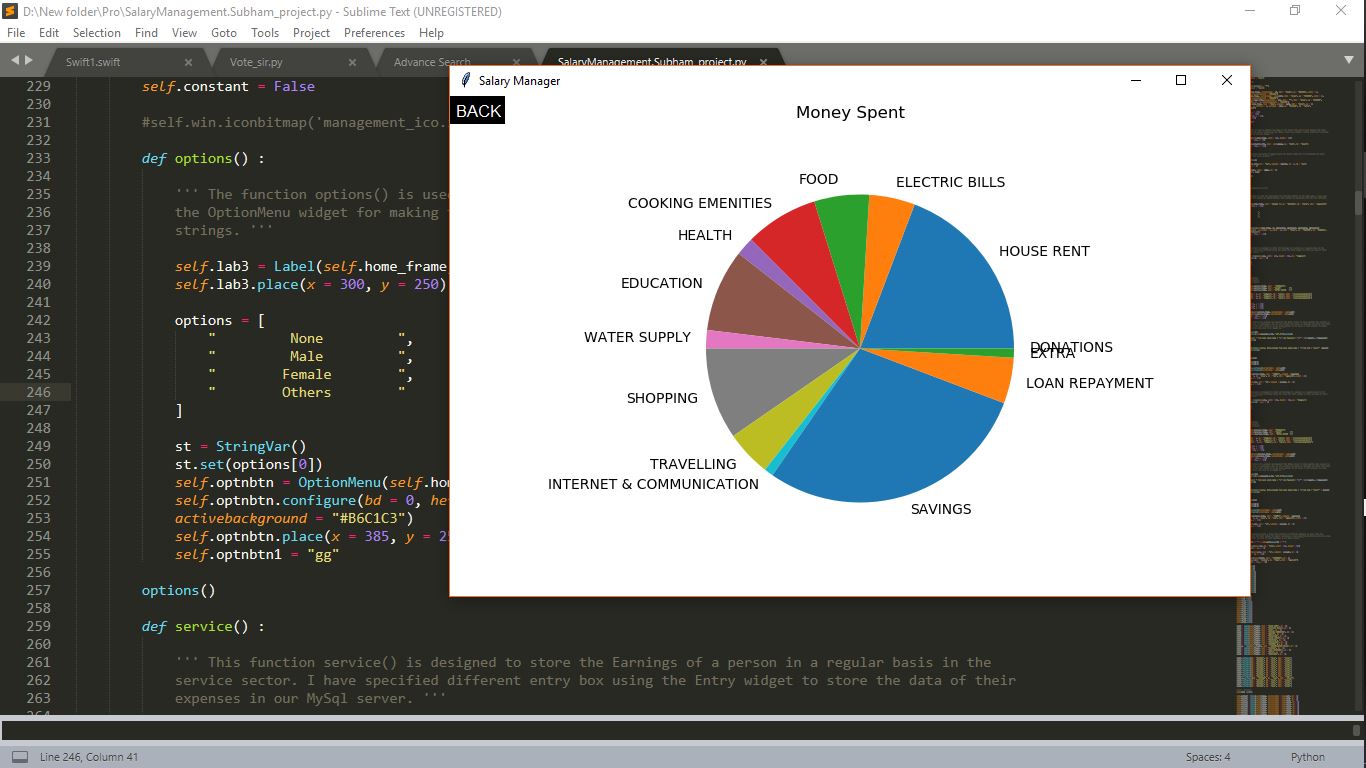 D:\New folder\Pro\SalaryManagement.Subham_project.py - Sublime Text (UNREGISTERED)
File Edit Selection Find View Goto Tools Project Preferences Help
Swift1.swift Vote_sir.py Advance Search SalaryManagement.Subham_project.py
Salary Manager
BACK
Money Spent
FOOD
ELECTRIC BILLS
COOKING EMENITIES
HEALTH
HOUSE RENT
EDUCATION
WATER SUPPLY
DONATIONS
EXTRA
LOAN REPAYMENT
SHOPPING
TRAVELLING
INTERNET & COMMUNICATION
SAVINGS
229 self.constant = False
230
231 #self.win.iconbitmap('management_ico.
232
233 def options() :
234
235 ''' The function options() is used
236 the OptionMenu widget for making
237 strings. '''
238
239 self.lab3 = Label(self.home_frame,
240 self.lab3.place(x = 300, y = 250)
241
242 options = [
243 " None ",
244 " Male ",
245 " Female ",
246 " Others "
247 ]
248
249 st = StringVar()
250 st.set(options[0])
251 self.optnbtn = OptionMenu(self.hom
252 self.optnbtn.configure(bd = 0, he
253 activebackground = "#B6C1C3")
254 self.optnbtn.place(x = 385, y = 25
255 self.optnbtn1 = "gg"
256
257 options()
258
259 def service() :
260
261 ''' This function service() is designed to store the Earnings of a person in a regular basis in the
262 service sector. I have specified different entry box using the Entry widget to store the data of their
263 expenses in our MySql server. '''
Line 246, Column 41 Spaces: 4 Python